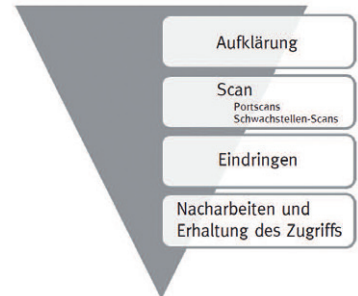 Aufklärung
Scan
Portscans
Schwachstellen-Scans
Eindringen
Nacharbeiten und
Erhaltung des Zugriffs